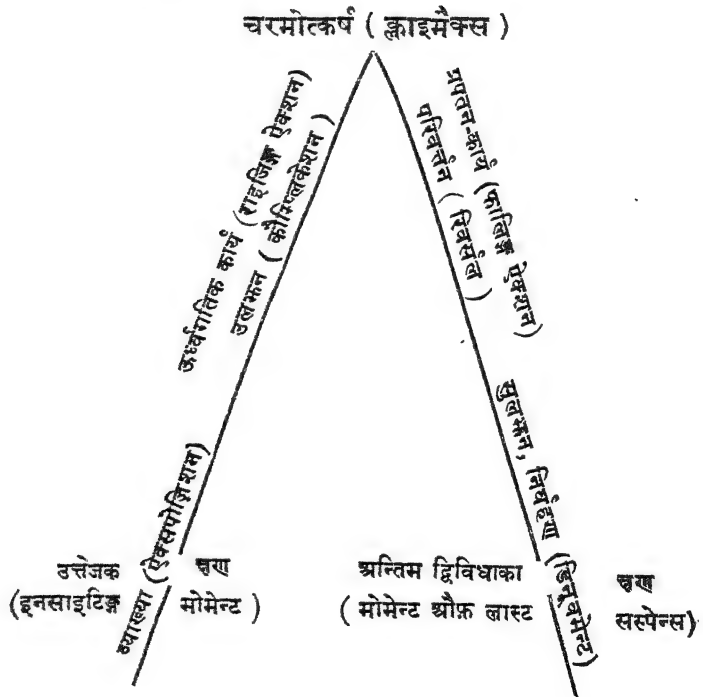 चरमोत्कर्ष ( क्लाइमैक्स )
ऊर्ध्वगतिक कार्य (राइजिङ्ग ऐक्शन)
उलझन ( कौम्प्लिकेशन )
प्रपतन-कार्य (फालिङ्ग ऐक्शन)
परिवर्त्तन ( रिवर्सल )
व्याख्या (ऐक्सपोज़िशन)
सुलझन, निर्वहण (डिनूवमेन्ट)
उत्तेजक क्षण
(इनसाइटिङ्ग मोमेन्ट )
अन्तिम द्विविधाका क्षण
( मोमेन्ट औफ़ लास्ट सस्पेन्स)